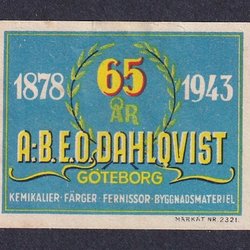 1878 65 1943
ÅR
A.-B.E.O.DAHLQVIST
GÖTEBORG
KEMIKALIER · FÄRGER · FERNISSOR · BYGGNADSMATERIEL
MÄRKAT NR. 2321.